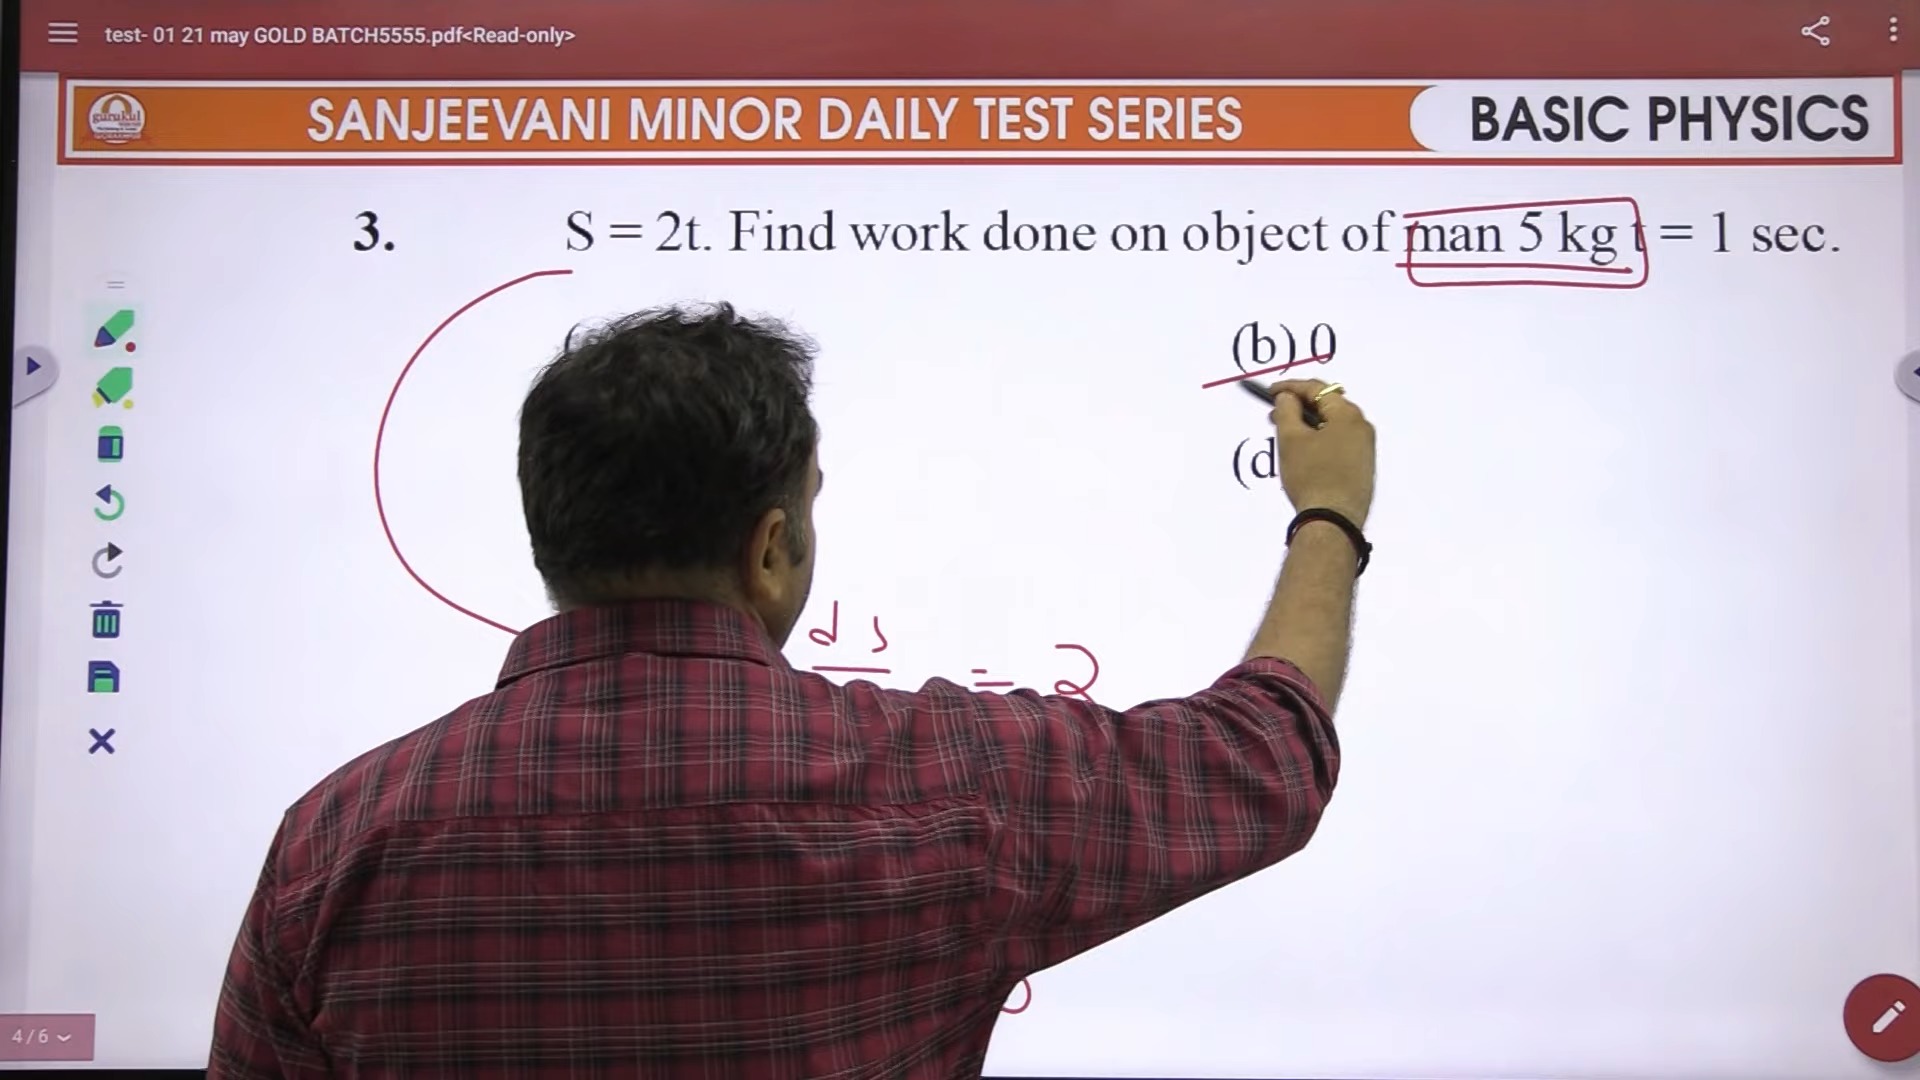 test- 01 21 may GOLD BATCH5555.pdf<Read-only>
gurukul
SANJEEVANI MINOR DAILY TEST SERIES
BASIC PHYSICS
3. S = 2t. Find work done on object of man 5 kg t = 1 sec.
(b) 0
(d
ds
= 2
4/6